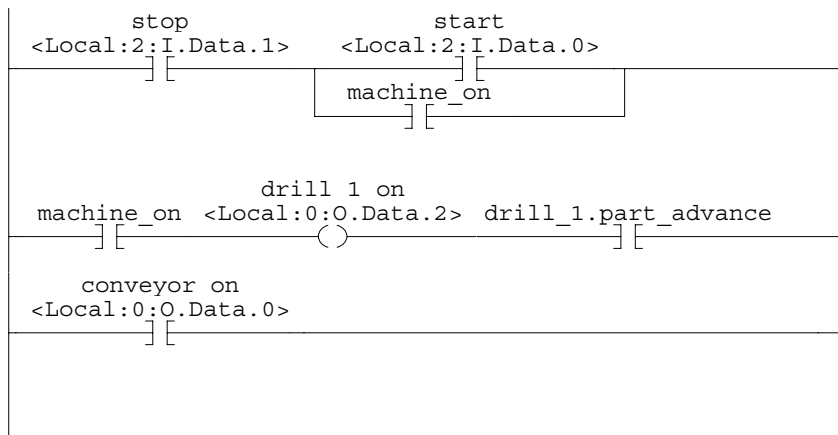 stop start
<Local:2:I.Data.1> <Local:2:I.Data.0>
machine_on
drill 1 on
machine_on <Local:0:O.Data.2> drill_1.part_advance
conveyor on
<Local:0:O.Data.0>